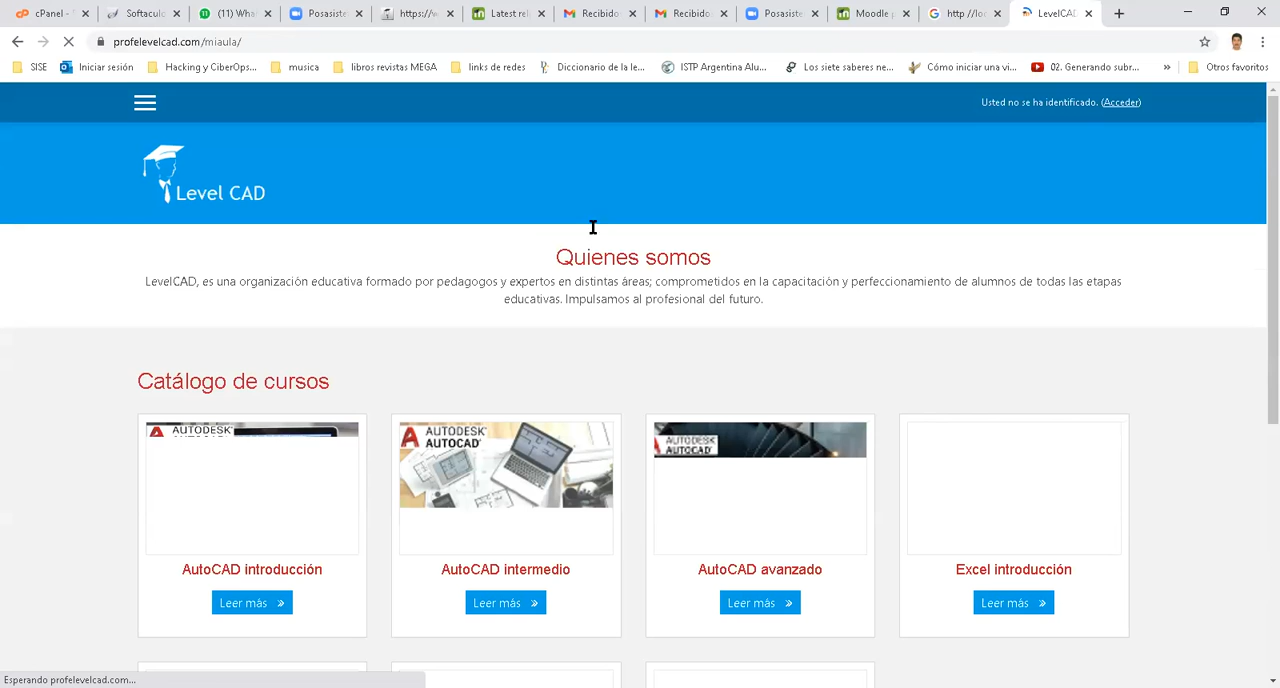 cPanel -
Softaculo
(11) Wha
Posasiste
https://w
Latest rel
Recibido
Recibido
Posasiste
Moodle p
http://loc
LevelCAD
profelevelcad.com/miaula/
SISE
Iniciar sesión
Hacking y CiberOps...
musica
libros revistas MEGA
links de redes
Diccionario de la le...
ISTP Argentina Alu...
Los siete saberes ne...
Cómo iniciar una vi...
02. Generando subr...
»
Otros favoritos
Usted no se ha identificado. (Acceder)
Level CAD
Quienes somos
LevelCAD, es una organización educativa formado por pedagogos y expertos en distintas áreas; comprometidos en la capacitación y perfeccionamiento de alumnos de todas las etapas
educativas. Impulsamos al profesional del futuro.
Catálogo de cursos
AUTODESK
AUTOCAD
AUTODESK
AUTOCAD
AUTODESK
AUTOCAD
AutoCAD introducción
AutoCAD intermedio
AutoCAD avanzado
Excel introducción
Leer más »
Leer más »
Leer más »
Leer más »
Esperando profelevelcad.com...